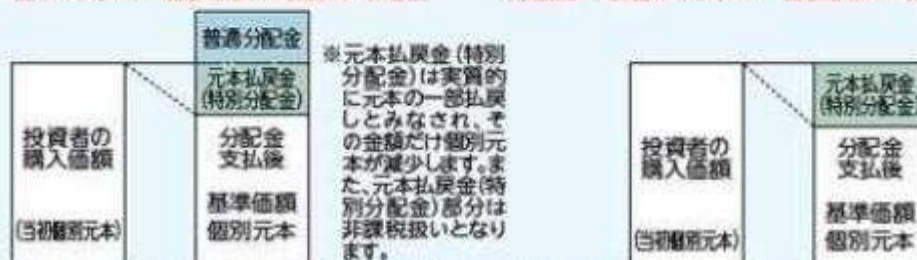 普通分配金
元本払戻金
(特別分配金)
投資者の
購入価額
(当初個別元本)
分配金
支払後
基準価額
個別元本
※元本払戻金(特別
分配金)は実質的
に元本の一部払戻
しとみなされ、そ
の金額だけ個別元
本が減少します。ま
た、元本払戻金(特
別分配金)部分は
非課税扱いとなり
ます。
元本払戻金
(特別分配金)
投資者の
購入価額
(当初個別元本)
分配金
支払後
基準価額
個別元本